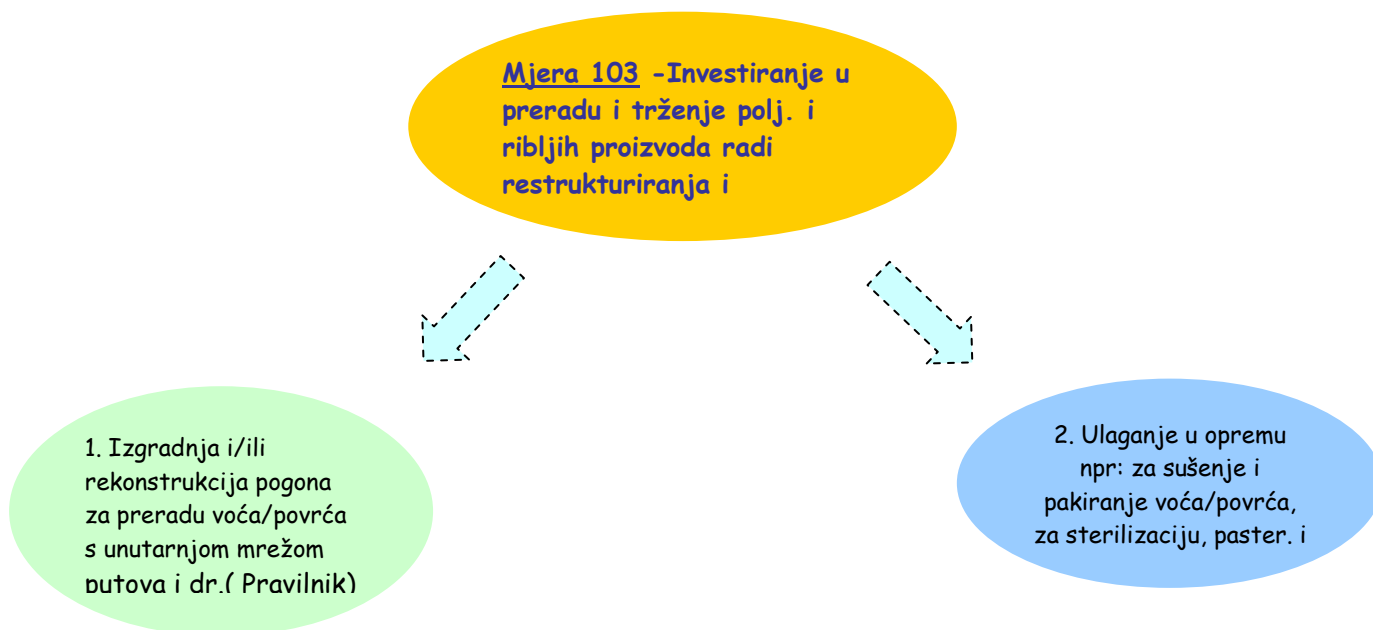 Mjera 103 -Investiranje u
preradu i trženje polj. i
ribljih proizvoda radi
restrukturiranja i
1. Izgradnja i/ili
rekonstrukcija pogona
za preradu voća/povrća
s unutarnjom mrežom
putova i dr.( Pravilnik)
2. Ulaganje u opremu
npr: za sušenje i
pakiranje voća/povrća,
za sterilizaciju, paster. i